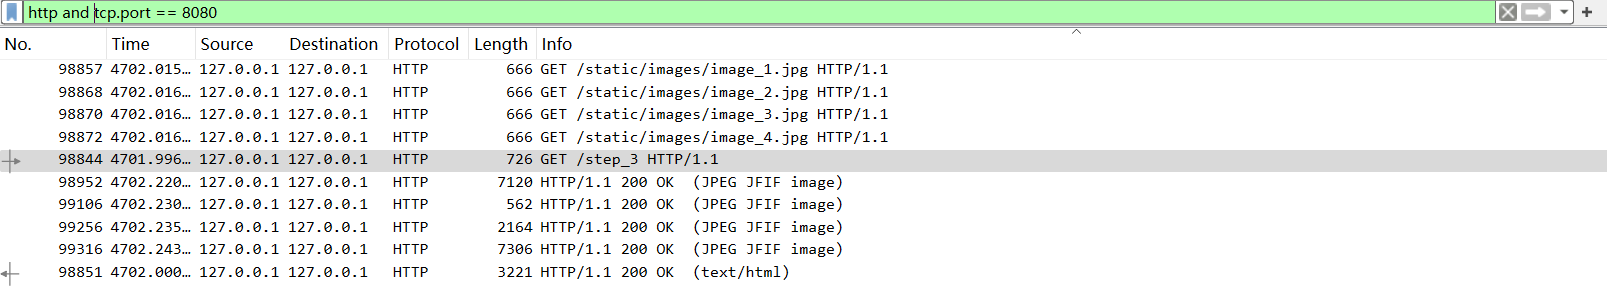 http and tcp.port == 8080
No. Time Source Destination Protocol Length Info
98857 4702.015… 127.0.0.1 127.0.0.1 HTTP 666 GET /static/images/image_1.jpg HTTP/1.1
98868 4702.016… 127.0.0.1 127.0.0.1 HTTP 666 GET /static/images/image_2.jpg HTTP/1.1
98870 4702.016… 127.0.0.1 127.0.0.1 HTTP 666 GET /static/images/image_3.jpg HTTP/1.1
98872 4702.016… 127.0.0.1 127.0.0.1 HTTP 666 GET /static/images/image_4.jpg HTTP/1.1
98844 4701.996… 127.0.0.1 127.0.0.1 HTTP 726 GET /step_3 HTTP/1.1
98952 4702.220… 127.0.0.1 127.0.0.1 HTTP 7120 HTTP/1.1 200 OK (JPEG JFIF image)
99106 4702.230… 127.0.0.1 127.0.0.1 HTTP 562 HTTP/1.1 200 OK (JPEG JFIF image)
99256 4702.235… 127.0.0.1 127.0.0.1 HTTP 2164 HTTP/1.1 200 OK (JPEG JFIF image)
99316 4702.243… 127.0.0.1 127.0.0.1 HTTP 7306 HTTP/1.1 200 OK (JPEG JFIF image)
98851 4702.000… 127.0.0.1 127.0.0.1 HTTP 3221 HTTP/1.1 200 OK (text/html)